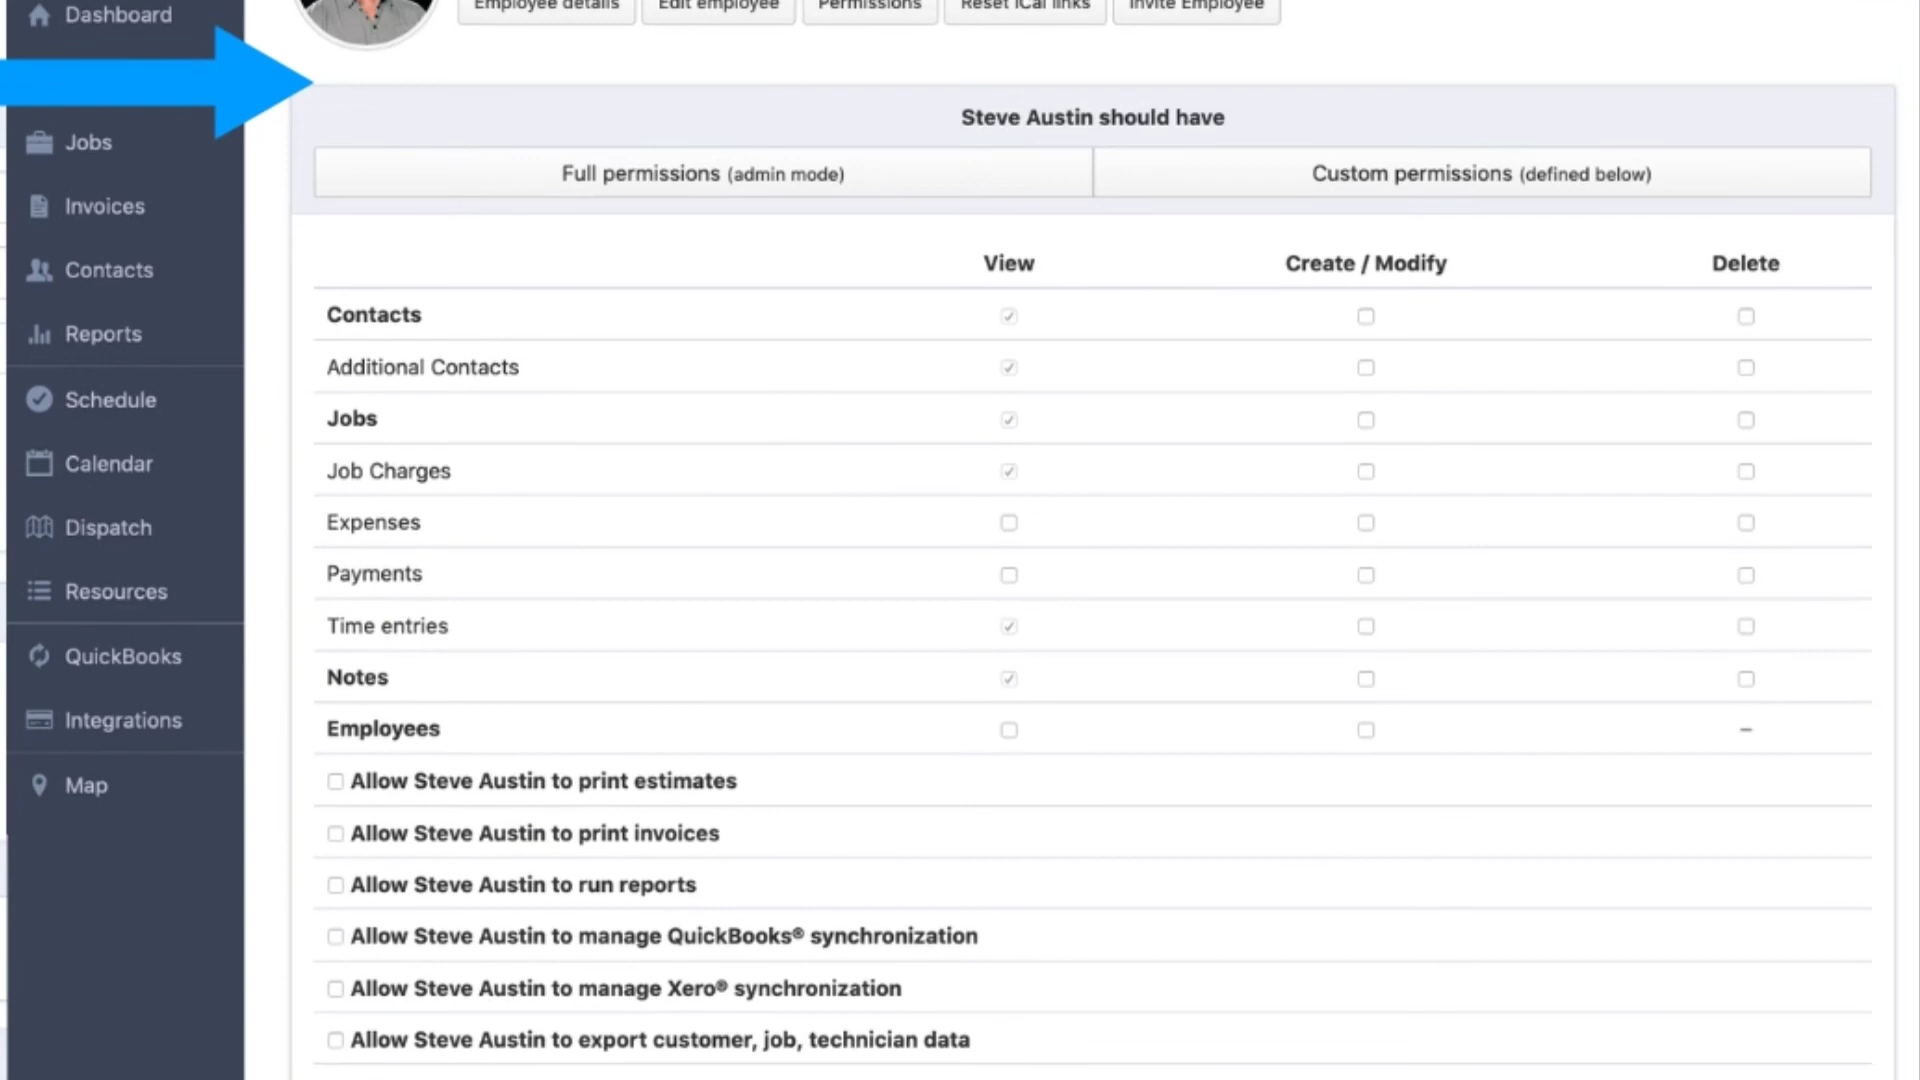 Dashboard
Employee details
Edit employee
Permissions
Reset iCal links
Invite Employee
Jobs
Invoices
Contacts
Reports
Schedule
Calendar
Dispatch
Resources
QuickBooks
Integrations
Map
Steve Austin should have
Full permissions (admin mode)
Custom permissions (defined below)
View Create / Modify Delete
Contacts
Additional Contacts
Jobs
Job Charges
Expenses
Payments
Time entries
Notes
Employees –
Allow Steve Austin to print estimates
Allow Steve Austin to print invoices
Allow Steve Austin to run reports
Allow Steve Austin to manage QuickBooks® synchronization
Allow Steve Austin to manage Xero® synchronization
Allow Steve Austin to export customer, job, technician data